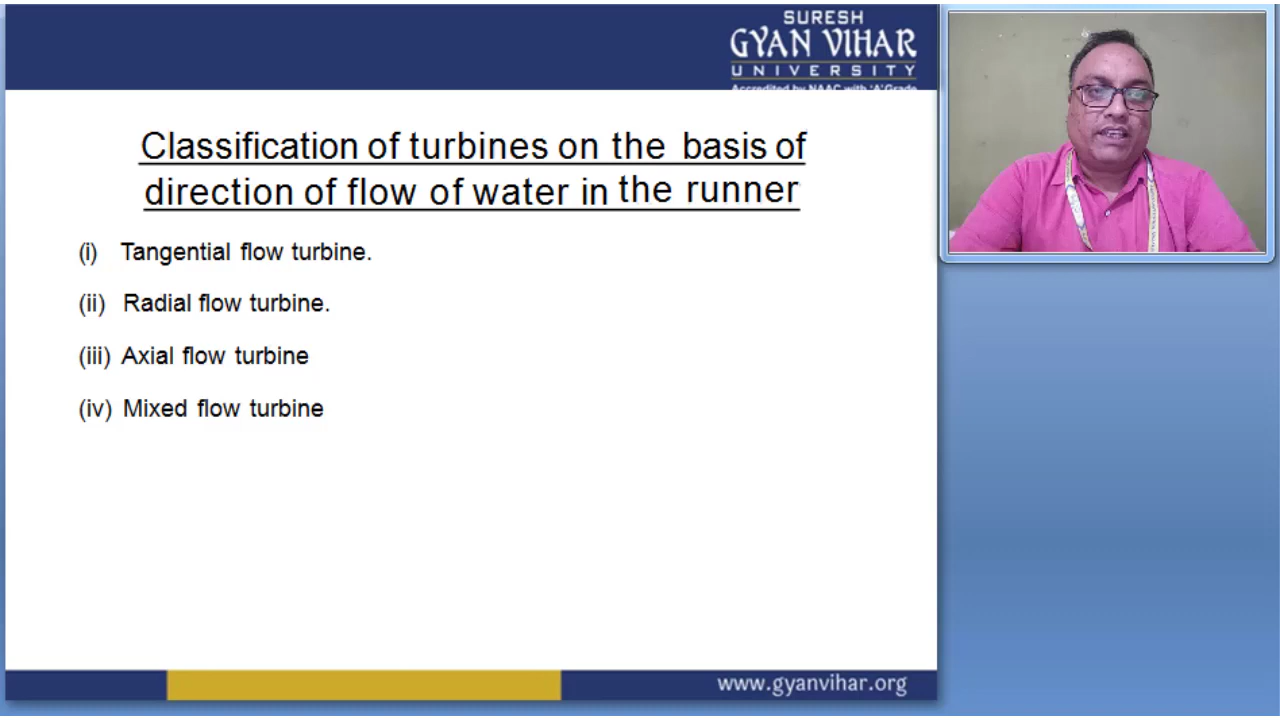 SURESH
GYAN VIHAR
UNIVERSITY
Accredited by NAAC with 'A' Grade
Classification of turbines on the basis of
direction of flow of water in the runner
(i) Tangential flow turbine.
(ii) Radial flow turbine.
(iii) Axial flow turbine
(iv) Mixed flow turbine
www.gyanvihar.org